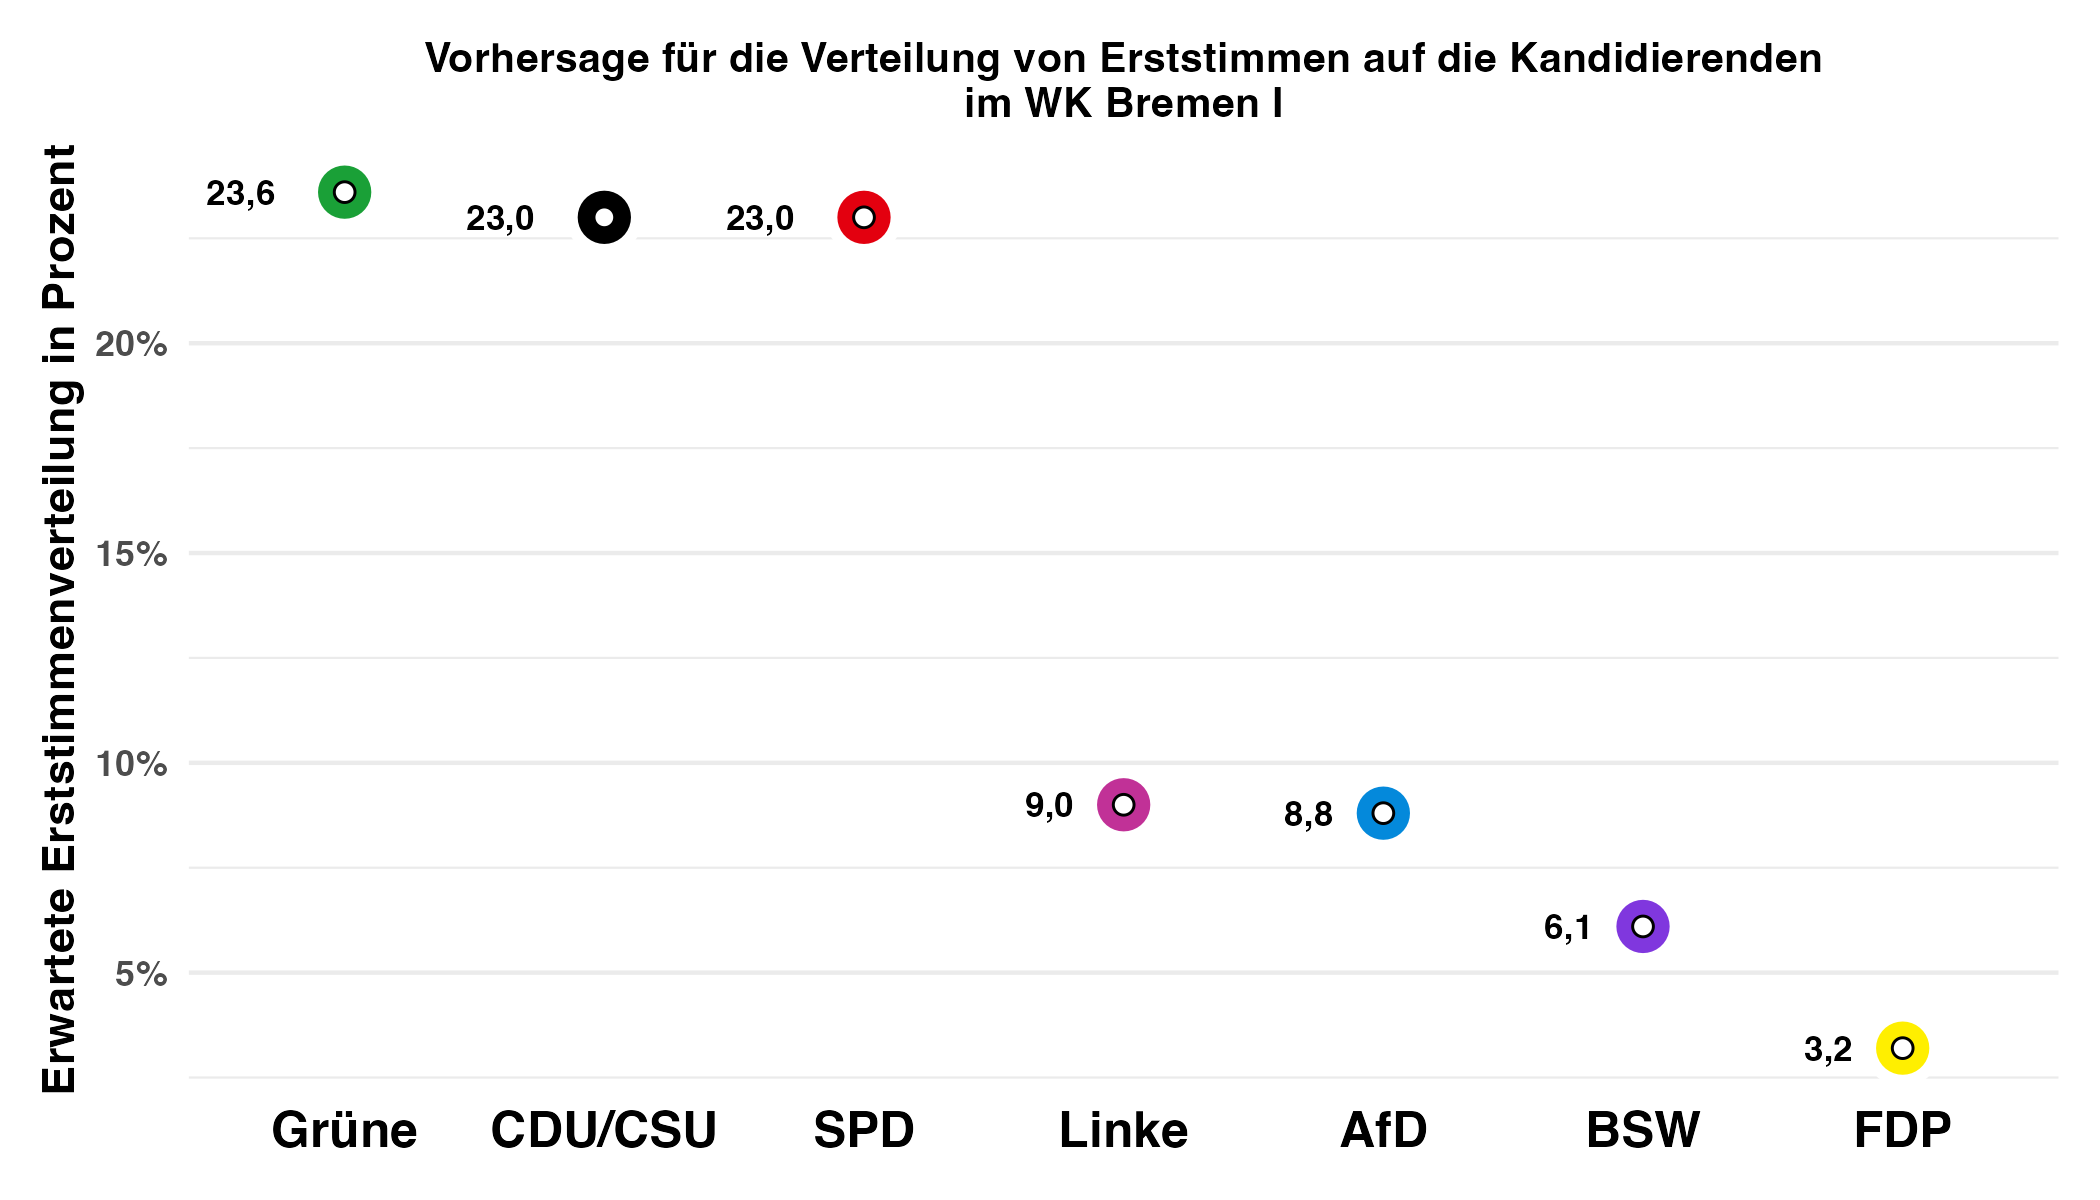 Vorhersage für die Verteilung von Erststimmen auf die Kandidierenden
im WK Bremen I
Erwartete Erststimmenverteilung in Prozent
20%
15%
10%
5%
23,6
23,0
23,0
9,0
8,8
6,1
3,2
Grüne
CDU/CSU
SPD
Linke
AfD
BSW
FDP